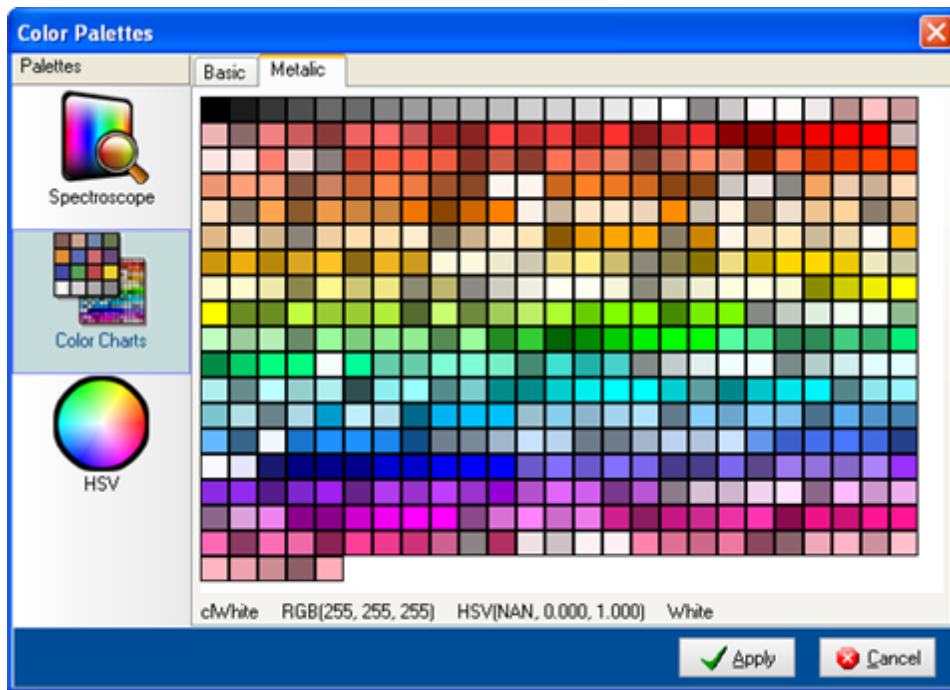 Color Palettes
Palettes
Basic Metalic
Spectroscope
Color Charts
HSV
clWhite RGB(255, 255, 255) HSV(NAN, 0.000, 1.000) White
Apply Cancel